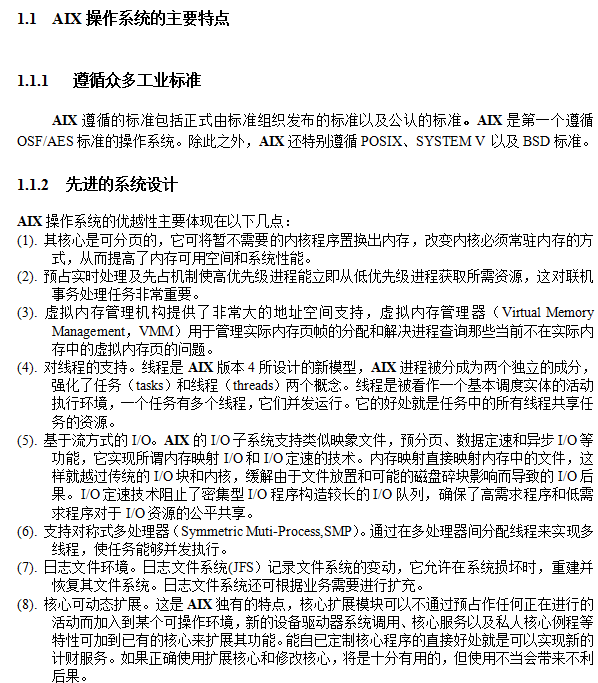 1.1 AIX 操作系统的主要特点
1.1.1 遵循众多工业标准
AIX 遵循的标准包括正式由标准组织发布的标准以及公认的标准。AIX 是第一个遵循
OSF/AES 标准的操作系统。除此之外，AIX 还特别遵循 POSIX、SYSTEM V 以及 BSD 标准。
1.1.2 先进的系统设计
AIX 操作系统的优越性主要体现在以下几点：
(1). 其核心是可分页的，它可将暂不需要的内核程序置换出内存，改变内核必须常驻内存的方
式，从而提高了内存可用空间和系统性能。
(2). 预占实时处理及先占机制使高优先级进程能立即从低优先级进程获取所需资源，这对联机
事务处理任务非常重要。
(3). 虚拟内存管理机构提供了非常大的地址空间支持，虚拟内存管理器（Virtual Memory
Management，VMM）用于管理实际内存页帧的分配和解决进程查询那些当前不在实际内
存中的虚拟内存页的问题。
(4). 对线程的支持。线程是 AIX 版本 4 所设计的新模型，AIX 进程被分成为两个独立的成分，
强化了任务（tasks）和线程（threads）两个概念。线程是被看作一个基本调度实体的活动
执行环境，一个任务有多个线程，它们并发运行。它的好处就是任务中的所有线程共享任
务的资源。
(5). 基于流方式的 I/O。AIX 的 I/O 子系统支持类似映象文件，预分页、数据定速和异步 I/O 等
功能，它实现所谓内存映射 I/O 和 I/O 定速的技术。内存映射直接映射内存中的文件，这
样就越过传统的 I/O 块和内核，缓解由于文件放置和可能的磁盘碎块影响而导致的 I/O 后
果。I/O 定速技术阻止了密集型 I/O 程序构造较长的 I/O 队列，确保了高需求程序和低需
求程序对于 I/O 资源的公平共享。
(6). 支持对称式多处理器（Symmetric Muti-Process,SMP）。通过在多处理器间分配线程来实现多
线程，使任务能够并发执行。
(7). 日志文件环境。日志文件系统(JFS）记录文件系统的变动，它允许在系统损坏时，重建并
恢复其文件系统。日志文件系统还可根据业务需要进行扩充。
(8). 核心可动态扩展。这是 AIX 独有的特点，核心扩展模块可以不通过预占作任何正在进行的
活动而加入到某个可操作环境，新的设备驱动器系统调用、核心服务以及私人核心例程等
特性可加到已有的核心来扩展其功能。能自已定制核心程序的直接好处就是可以实现新的
计财服务。如果正确使用扩展核心和修改核心，将是十分有用的，但使用不当会带来不利
后果。